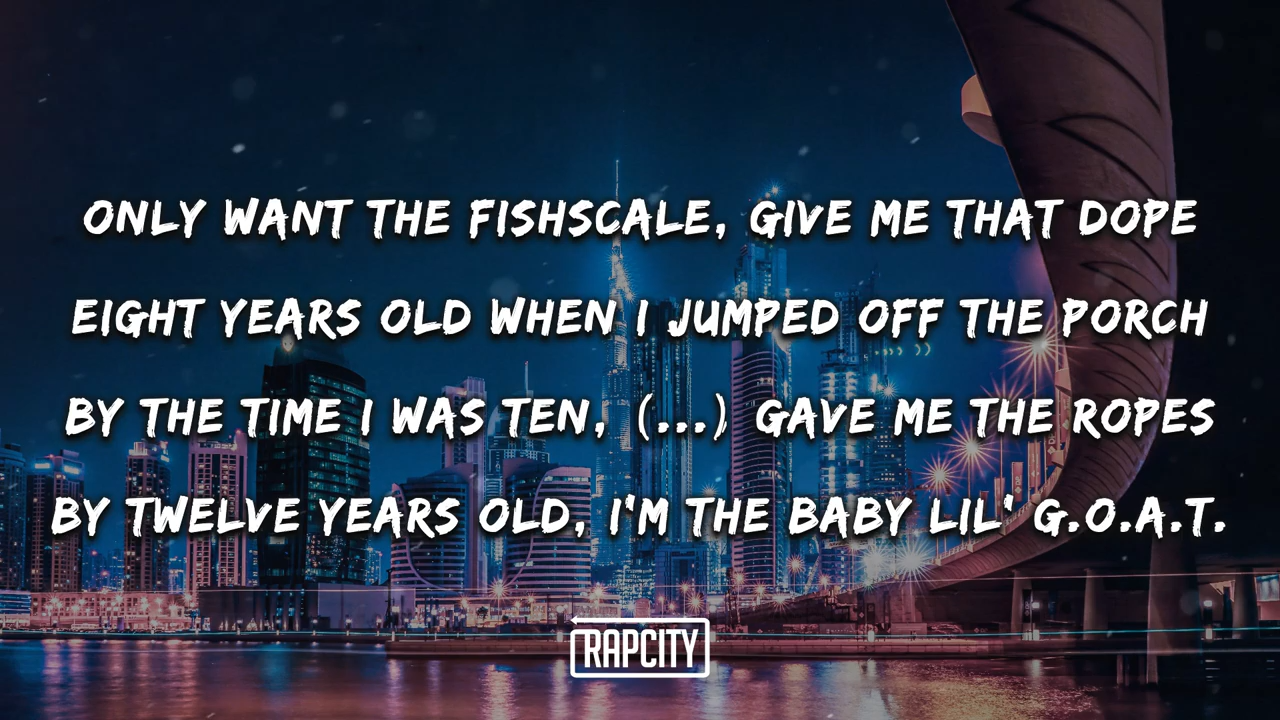 ONLY WANT THE FISHSCALE, GIVE ME THAT DOPE
EIGHT YEARS OLD WHEN I JUMPED OFF THE PORCH
BY THE TIME I WAS TEN, (...) GAVE ME THE ROPES
BY TWELVE YEARS OLD, I'M THE BABY LIL' G.O.A.T.
RAPCITY